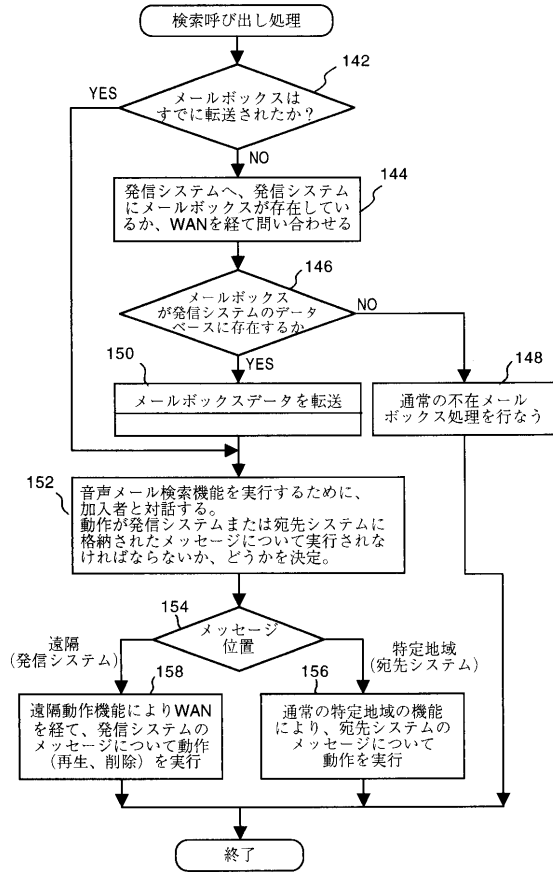 検索呼び出し処理
142
メールボックスは
すでに転送されたか？
YES
NO
144
発信システムへ、発信システム
にメールボックスが存在してい
るか、WANを経て問い合わせる
146
メールボックス
が発信システムのデータ
ベースに存在するか
NO
YES
150
メールボックスデータを転送
148
通常の不在メール
ボックス処理を行なう
152
音声メール検索機能を実行するために、
加入者と対話する。
動作が発信システムまたは宛先システムに
格納されたメッセージについて実行されな
ければならないか、どうかを決定。
154
メッセージ
位置
遠隔
(発信システム)
特定地域
(宛先システム)
158
遠隔動作機能によりWAN
を経て、発信システムの
メッセージについて動作
(再生、削除) を実行
156
通常の特定地域の機能
により、宛先システムの
メッセージについて
動作を実行
終了